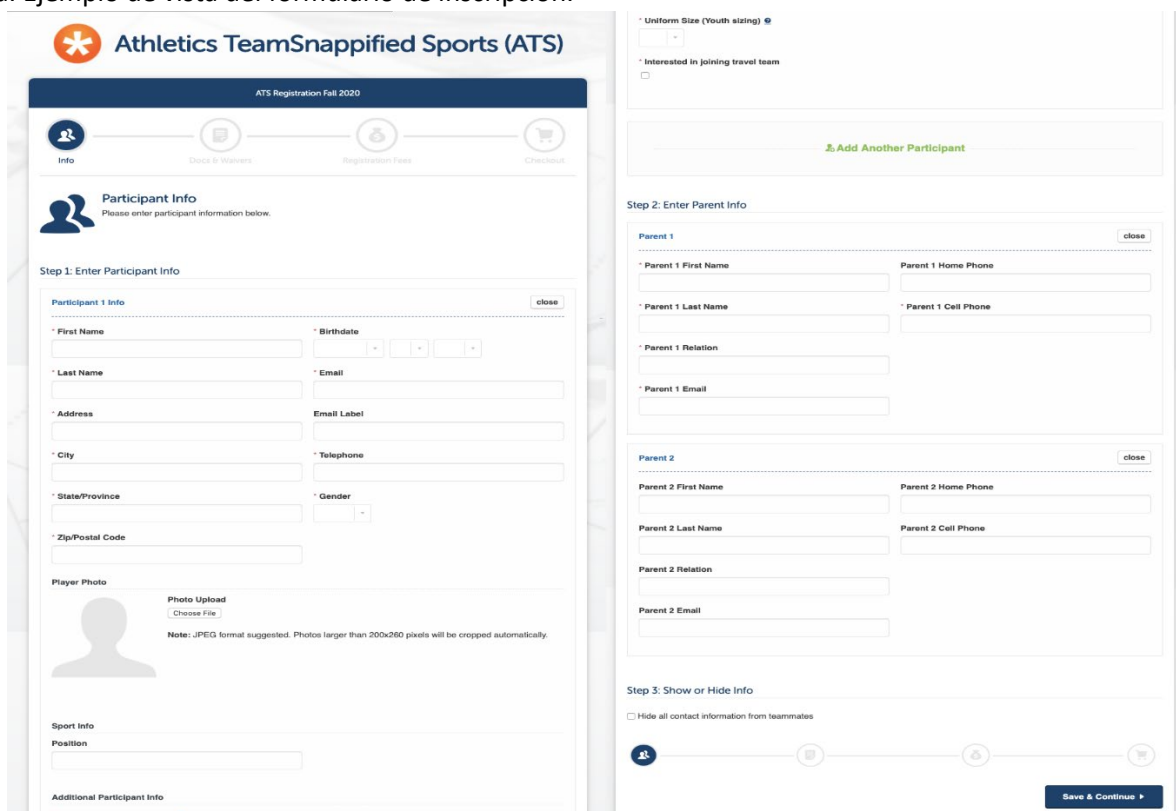 Ejemplo de vista del formulario de inscripción.
Athletics TeamSnappified Sports (ATS)
ATS Registration Fall 2020
Info
Docs & Waivers
Registration Fees
Checkout
Participant Info
Please enter participant information below.
Step 1: Enter Participant Info
Participant 1 Info
close
* First Name
* Birthdate
* Last Name
* Email
* Address
Email Label
* City
* Telephone
* State/Province
* Gender
* Zip/Postal Code
Player Photo
Photo Upload
Choose File
Note: JPEG format suggested. Photos larger than 200x260 pixels will be cropped automatically.
Sport Info
Position
Additional Participant Info
* Uniform Size (Youth sizing)
* Interested in joining travel team
Add Another Participant
Step 2: Enter Parent Info
Parent 1
close
* Parent 1 First Name
Parent 1 Home Phone
* Parent 1 Last Name
* Parent 1 Cell Phone
* Parent 1 Relation
* Parent 1 Email
Parent 2
close
Parent 2 First Name
Parent 2 Home Phone
Parent 2 Last Name
Parent 2 Cell Phone
Parent 2 Relation
Parent 2 Email
Step 3: Show or Hide Info
Hide all contact information from teammates
Save & Continue